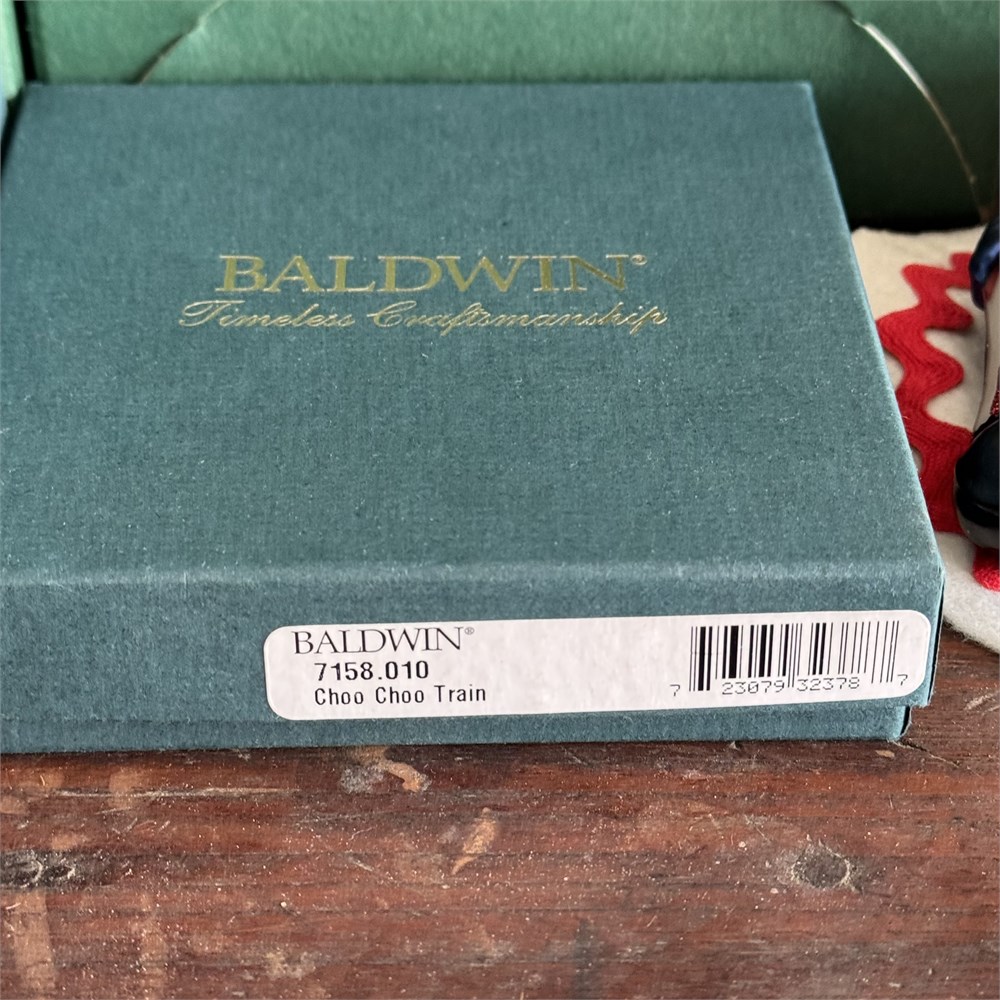 BALDWIN®
Timeless Craftsmanship
BALDWIN®
7158.010
Choo Choo Train
7 23079 32378 7